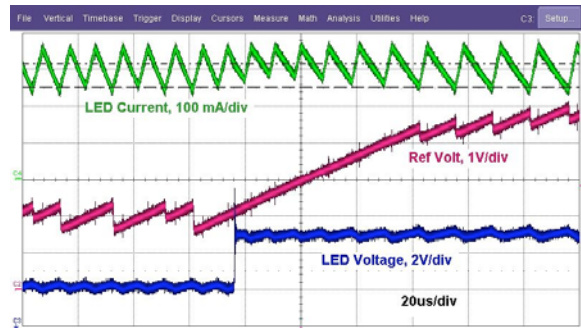 File Vertical Timebase Trigger Display Cursors Measure Math Analysis Utilities Help C3: Setup...
LED Current, 100 mA/div
Ref Volt, 1V/div
LED Voltage, 2V/div
20us/div